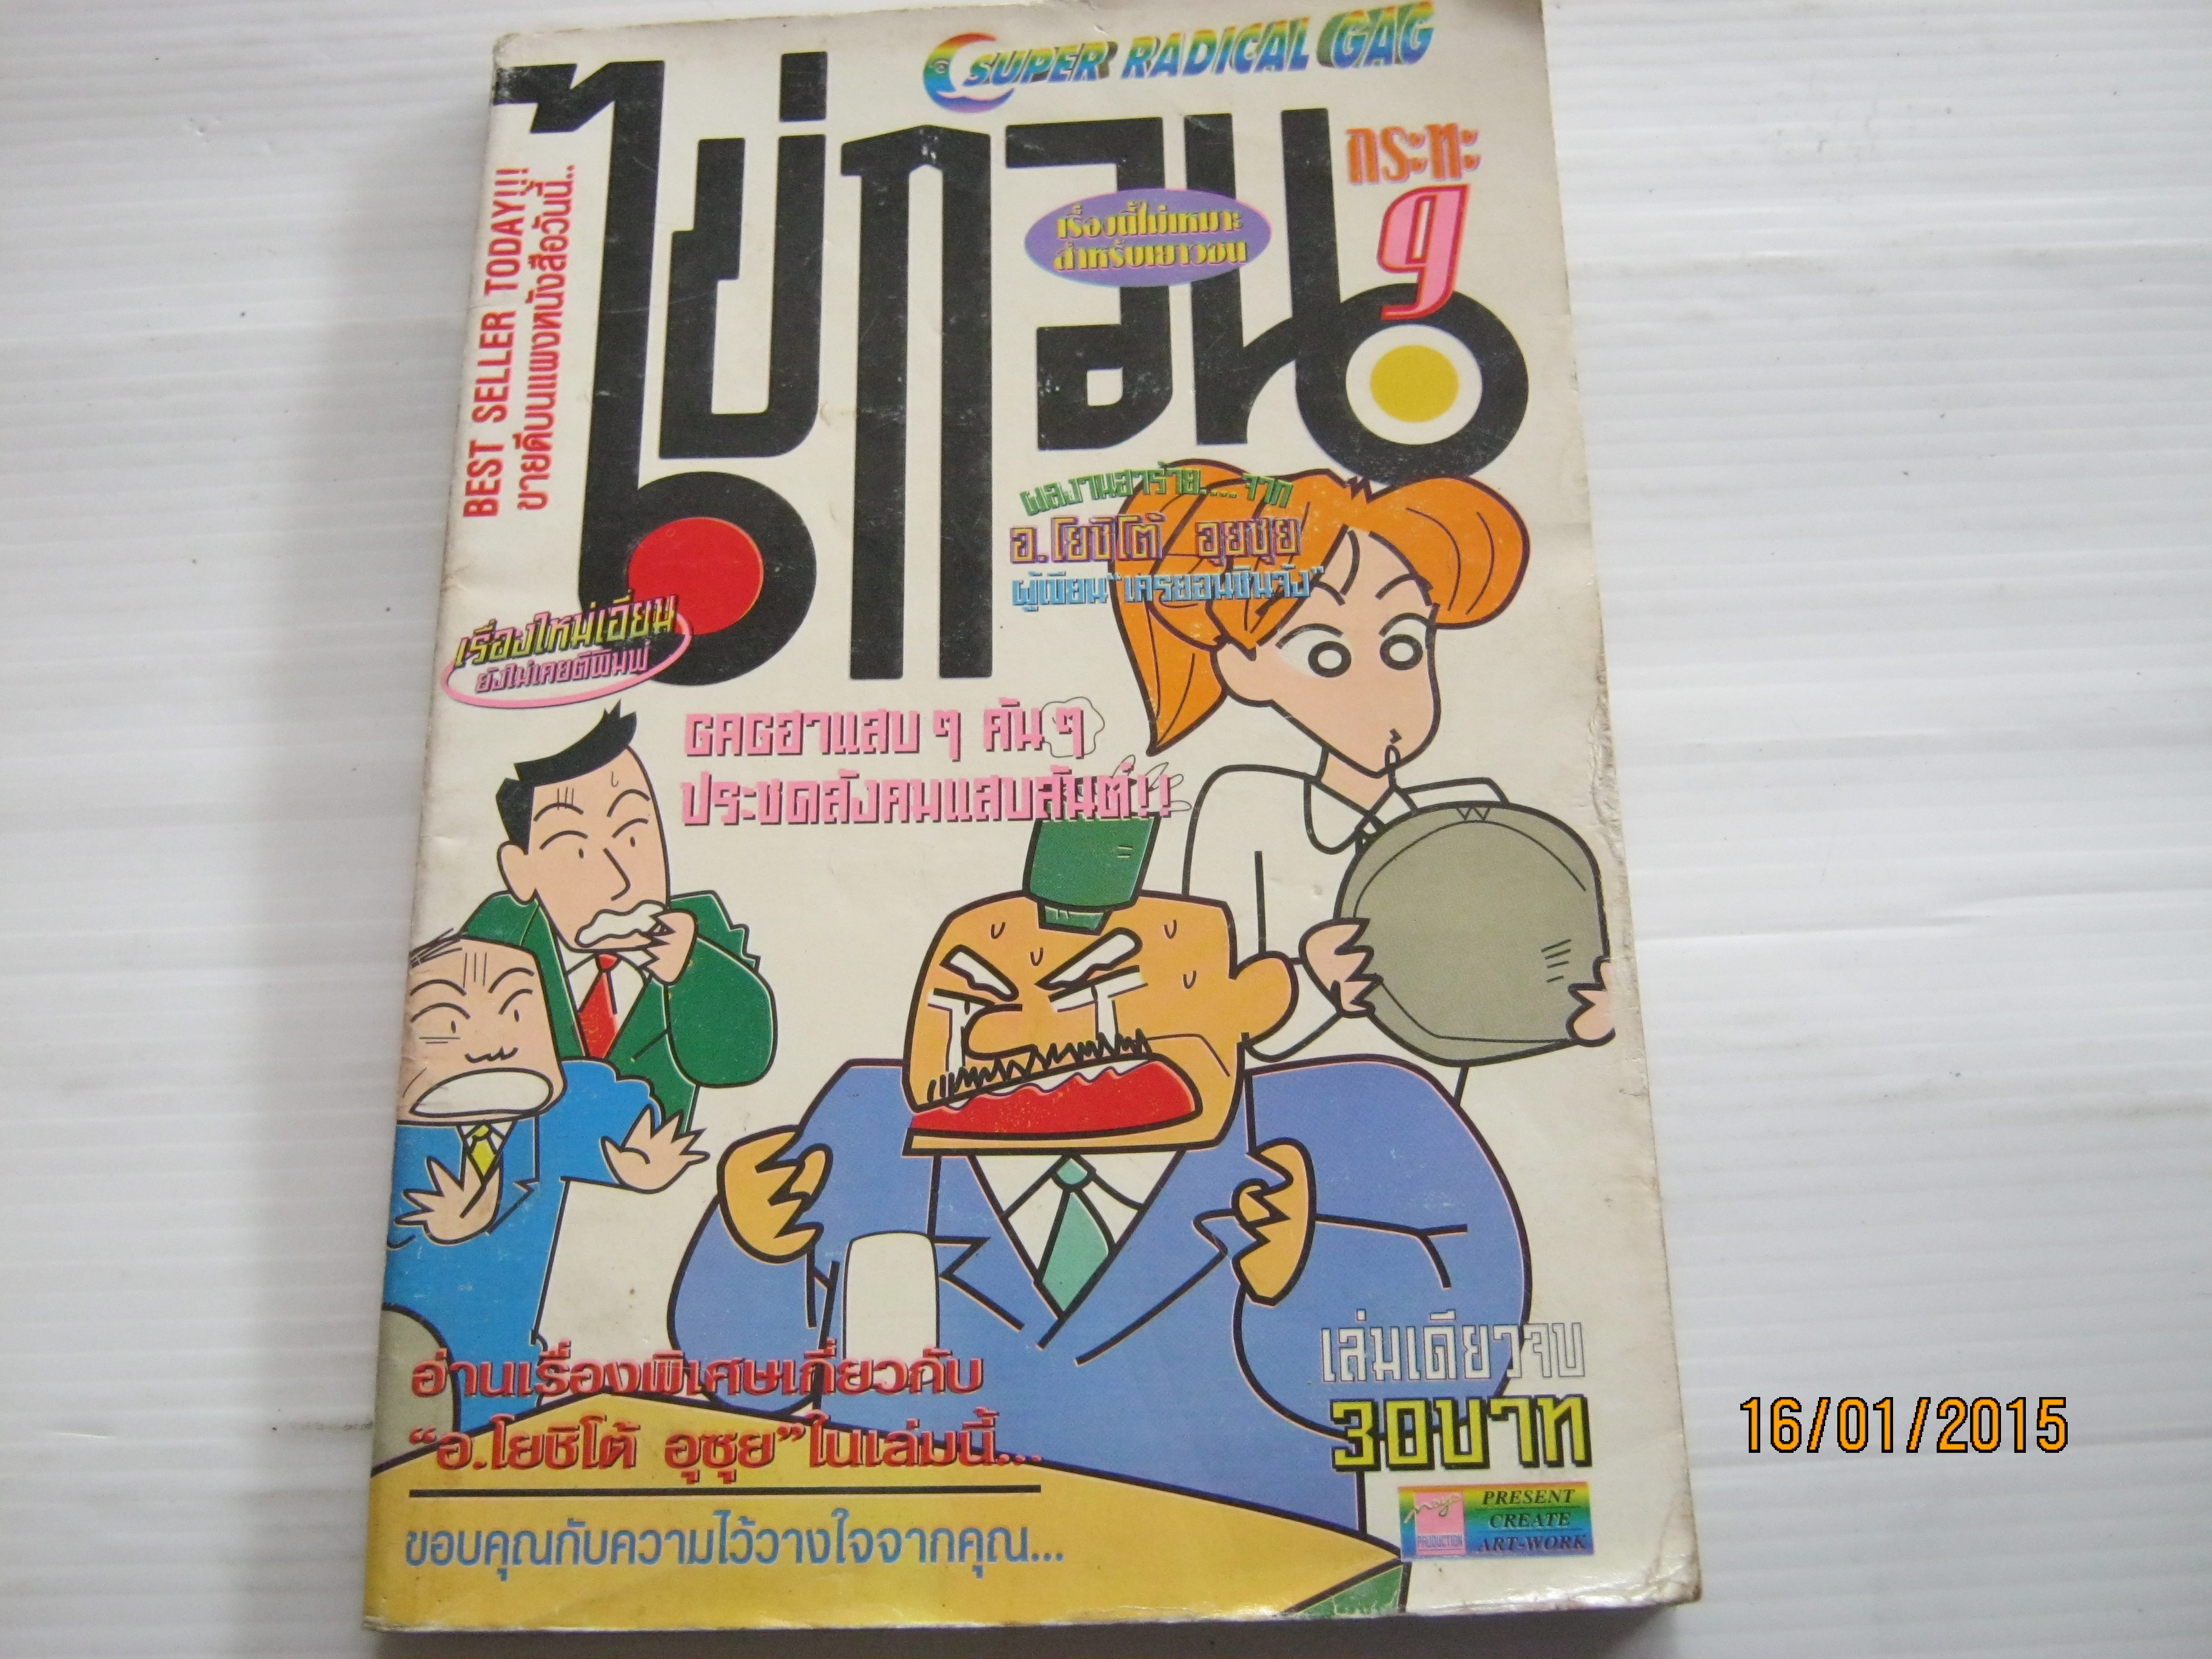 SUPER RADICAL GAG
ไข่กวน
กระทะ
9
เรื่องนี้ไม่เหมาะ
สำหรับเยาวชน
BEST SELLER TODAY!!!
ขายดีบนแผงหนังสือวันนี้..
ผลงานฮาร้าย....จาก
อ.โยชิโต้ อุซุย
ผู้เขียน"เครยอนชินจัง"
เรื่องใหม่เอี่ยม
ยังไม่เคยตีพิมพ์
GAGฮาแสบ ๆ คัน ๆ
ประชดสังคมแสบสันต์!!
อ่านเรื่องพิเศษเกี่ยวกับ
"อ.โยชิโต้ อุซุย"ในเล่มนี้...
ขอบคุณกับความไว้วางใจจากคุณ...
เล่มเดียวจบ
30บาท
PRODUCTION
PRESENT
CREATE
ART-WORK
16/01/2015